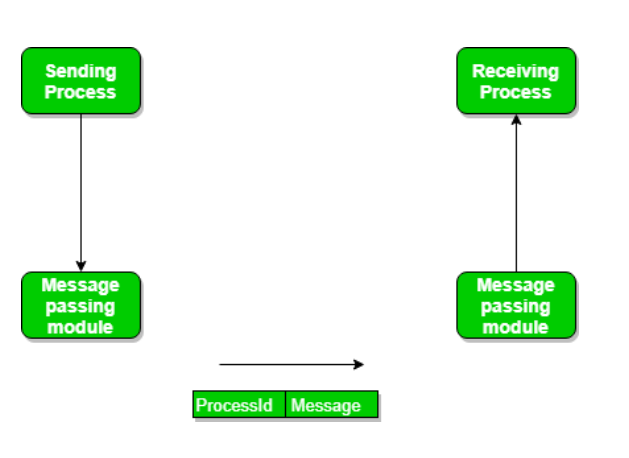 Sending
Process
Receiving
Process
Message
passing
module
Message
passing
module
ProcessId Message